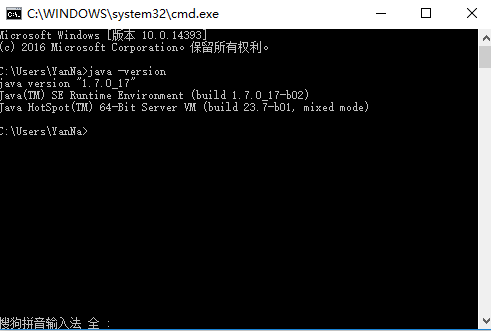 C:\WINDOWS\system32\cmd.exe
Microsoft Windows [版本 10.0.14393]
(c) 2016 Microsoft Corporation。保留所有权利。
C:\Users\YanNa>java -version
java version "1.7.0_17"
Java(TM) SE Runtime Environment (build 1.7.0_17-b02)
Java HotSpot(TM) 64-Bit Server VM (build 23.7-b01, mixed mode)
C:\Users\YanNa>
搜狗拼音输入法 全 :